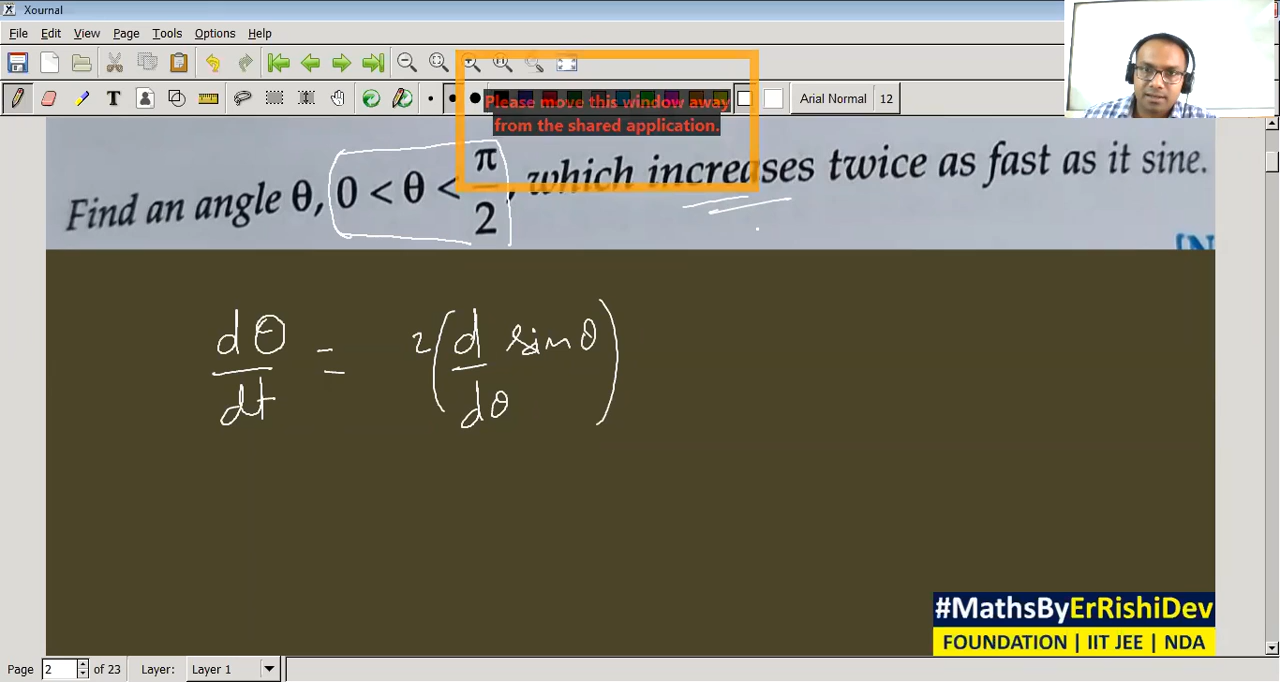 Xournal
File Edit View Page Tools Options Help
Arial Normal 12
Please move this window away
from the shared application.
Find an angle θ, 0 < θ < π/2, which increases twice as fast as it sine.
dθ/dt = 2(d/dθ sinθ)
#MathsByErRishiDev
FOUNDATION | IIT JEE | NDA
Page 2 of 23 Layer: Layer 1